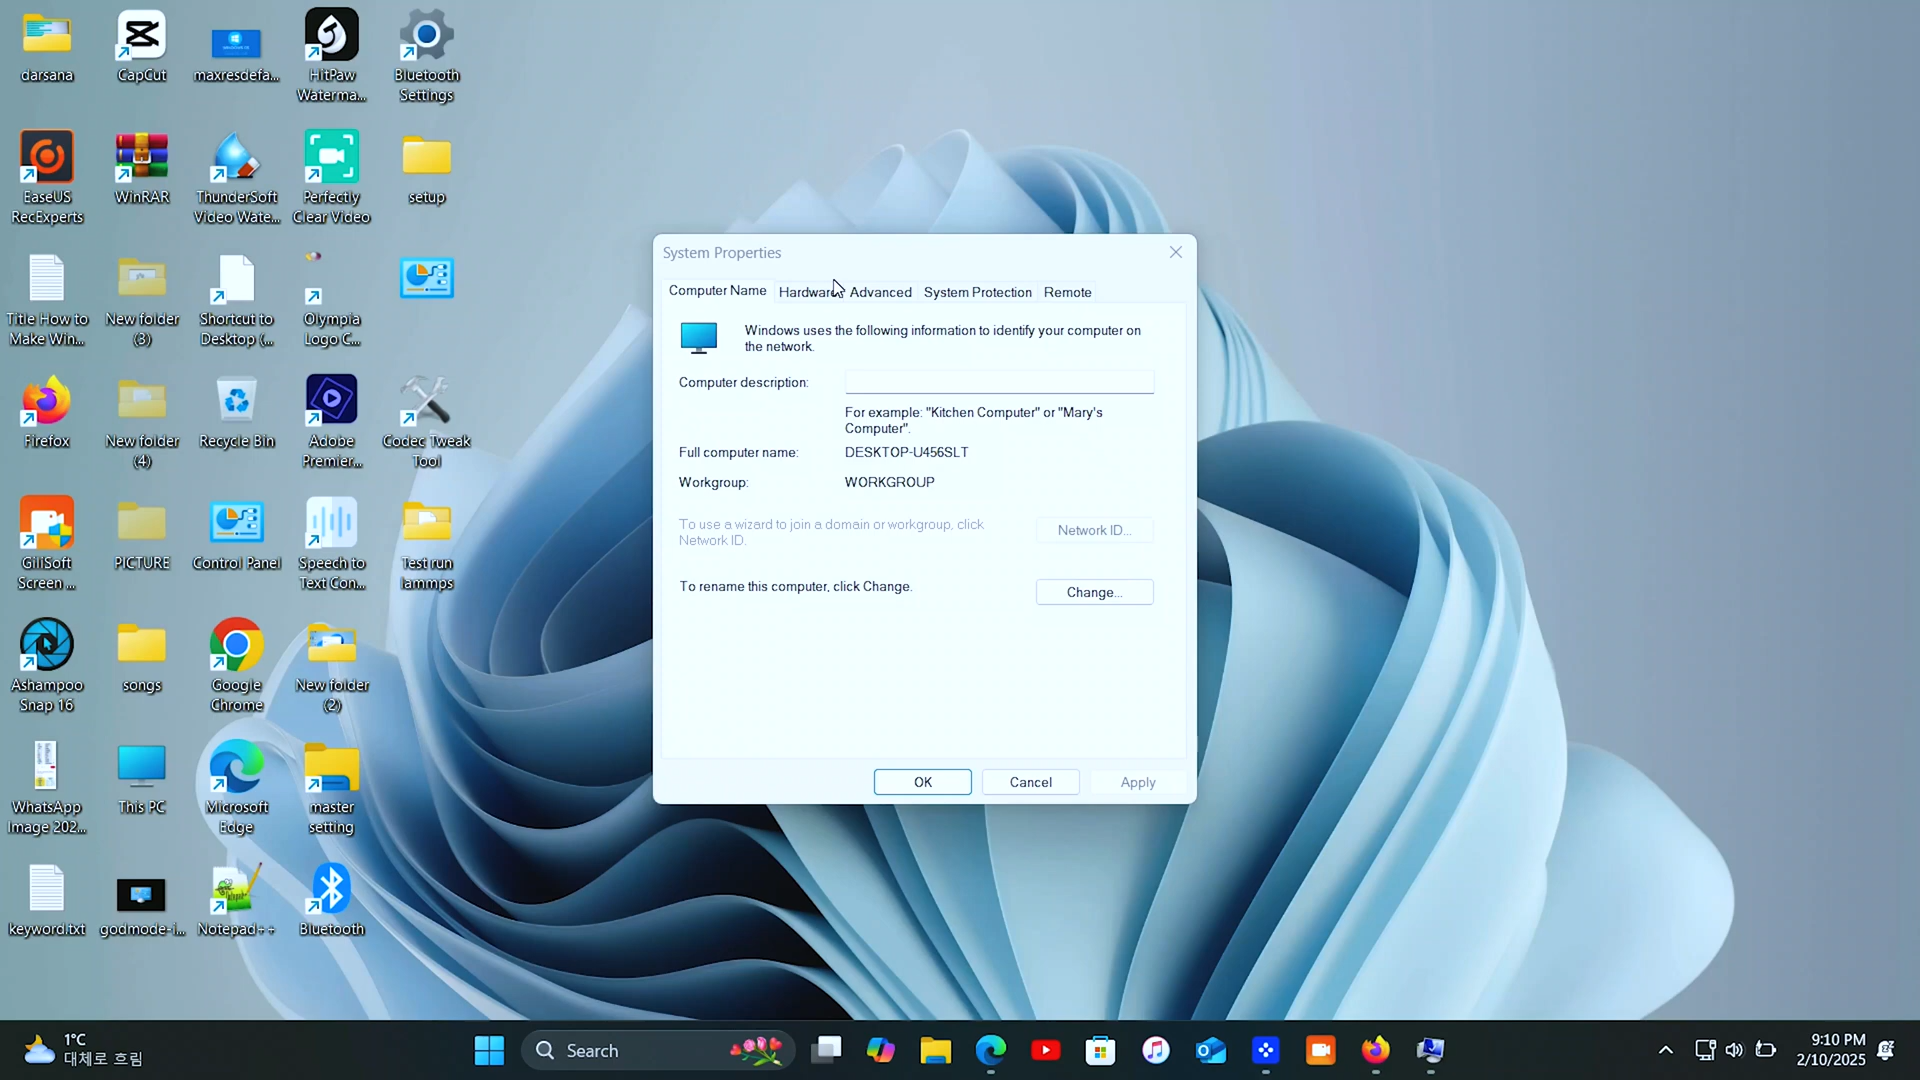 darsana
CapCut
maxresdefa...
HitPaw
Waterma...
Bluetooth
Settings
EaseUS
RecExperts
WinRAR
ThunderSoft
Video Wate...
Perfectly
Clear Video
setup
Title How to
Make Win...
New folder
(3)
Shortcut to
Desktop (...
Olympia
Logo C...
Firefox
New folder
(4)
Recycle Bin
Adobe
Premier...
Codec Tweak
Tool
GiliSoft
Screen ...
PICTURE
Control Panel
Speech to
Text Con...
Test run
lammps
Ashampoo
Snap 16
songs
Google
Chrome
New folder
(2)
WhatsApp
Image 202...
This PC
Microsoft
Edge
master
setting
keyword.txt
godmode-i...
Notepad++
Bluetooth
System Properties
Computer Name Hardware Advanced System Protection Remote
Windows uses the following information to identify your computer on
the network.
Computer description:
For example: "Kitchen Computer" or "Mary's
Computer".
Full computer name: DESKTOP-U456SLT
Workgroup: WORKGROUP
To use a wizard to join a domain or workgroup, click
Network ID.
Network ID...
To rename this computer, click Change.
Change...
OK Cancel Apply
1°C
대체로 흐림
Search
9:10 PM
2/10/2025